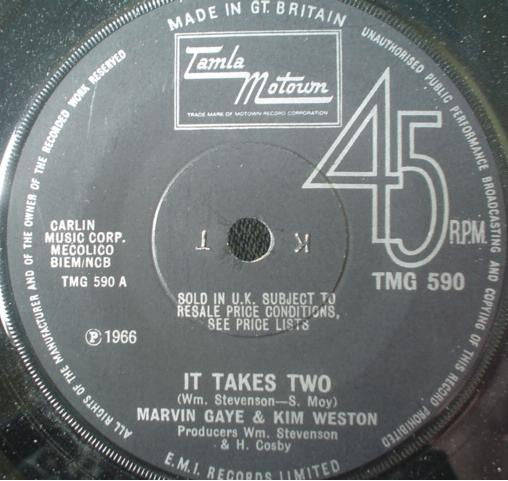 MADE IN GT. BRITAIN
UNAUTHORISED PUBLIC PERFORMANCE BROADCASTING AND COPYING OF THIS RECORD PROHIBITED
ALL RIGHTS OF THE MANUFACTURER AND OF THE OWNER OF THE RECORDED WORK RESERVED
Tamla
Motown
TRADE MARK OF MOTOWN RECORD CORPORATION
45
R.P.M.
TMG 590
CARLIN
MUSIC CORP.
MECOLICO
BIEM/NCB
TMG 590 A
K T
SOLD IN U.K. SUBJECT TO
RESALE PRICE CONDITIONS,
SEE PRICE LISTS
Ⓟ 1966
IT TAKES TWO
(Wm. Stevenson—S. Moy)
MARVIN GAYE & KIM WESTON
Producers Wm. Stevenson
& H. Cosby
E.M.I. RECORDS LIMITED